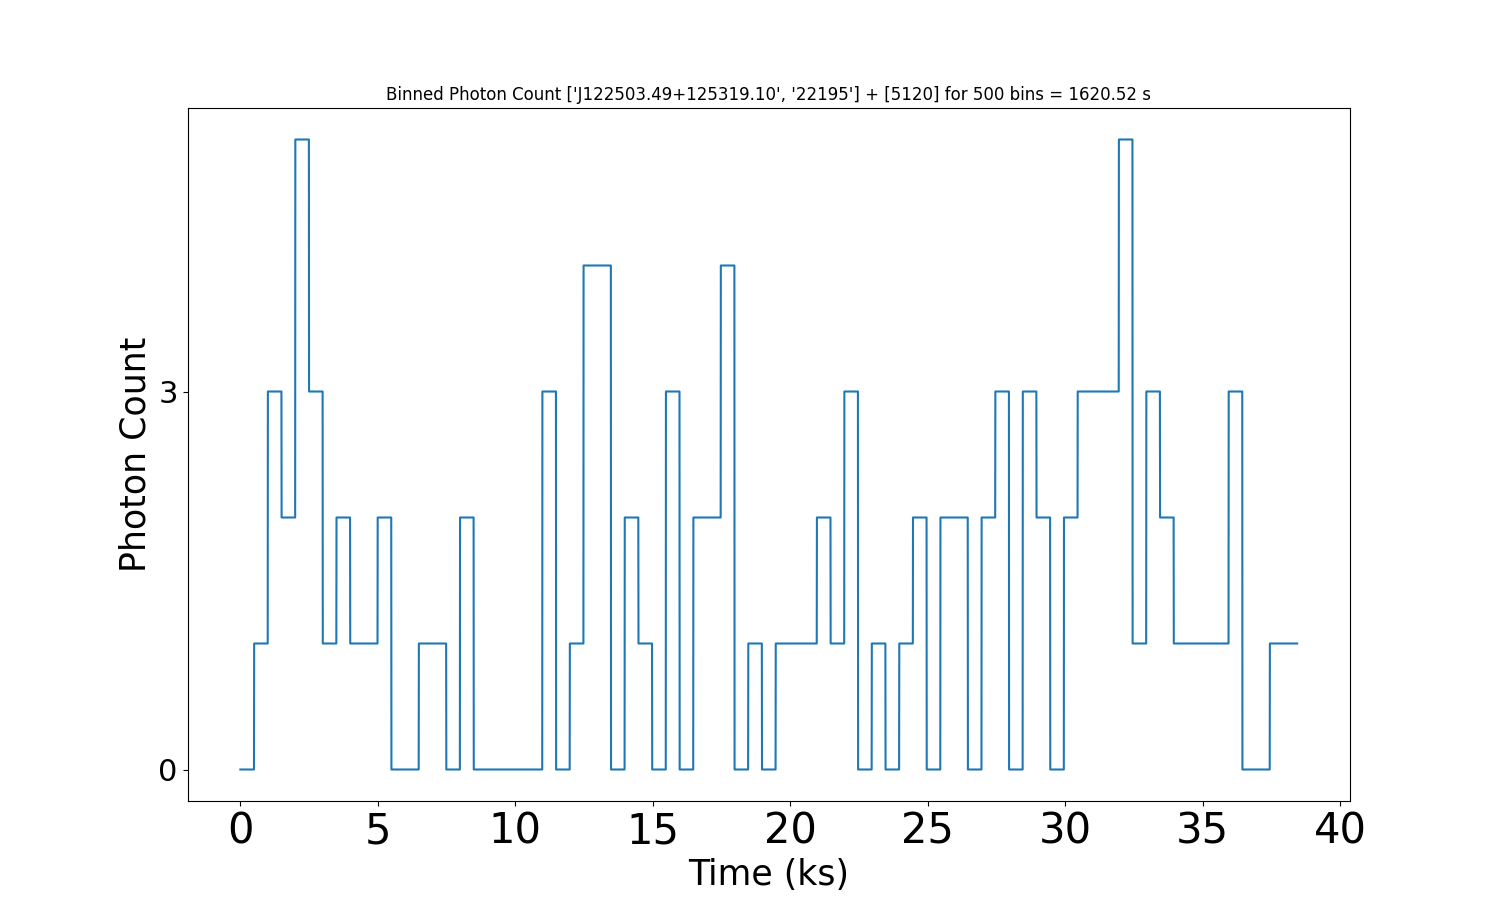 Binned Photon Count ['J122503.49+125319.10', '22195'] + [5120] for 500 bins = 1620.52 s
Photon Count
3
0
0 5 10 15 20 25 30 35 40
Time (ks)